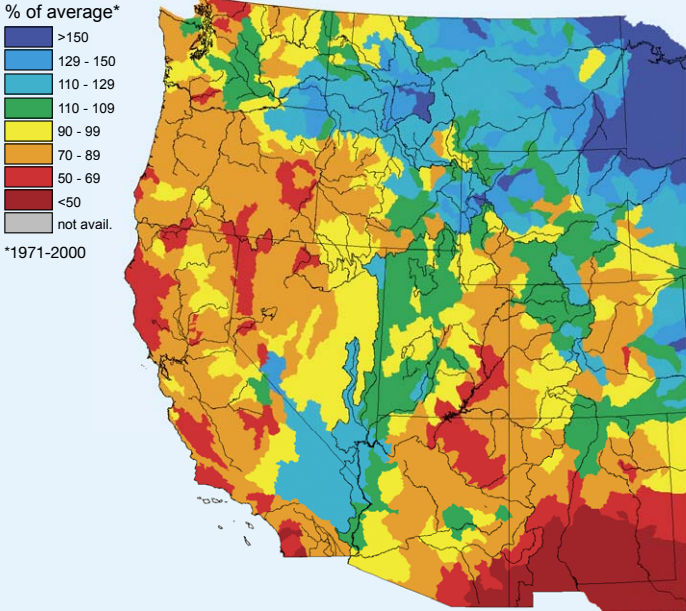 % of average*
>150
129 - 150
110 - 129
110 - 109
90 - 99
70 - 89
50 - 69
<50
not avail.
*1971-2000